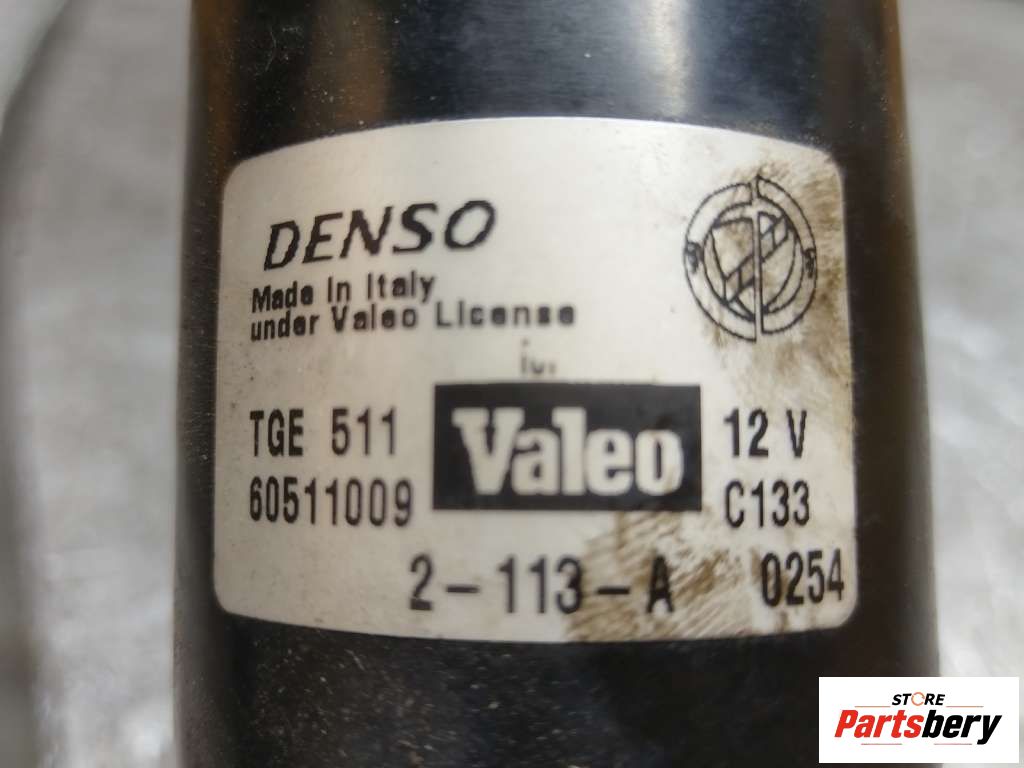 DENSO
Made in Italy
under Valeo License
TGE 511
Valeo
12 V
60511009
C133
2-113-A
0254
STORE
Partsbery